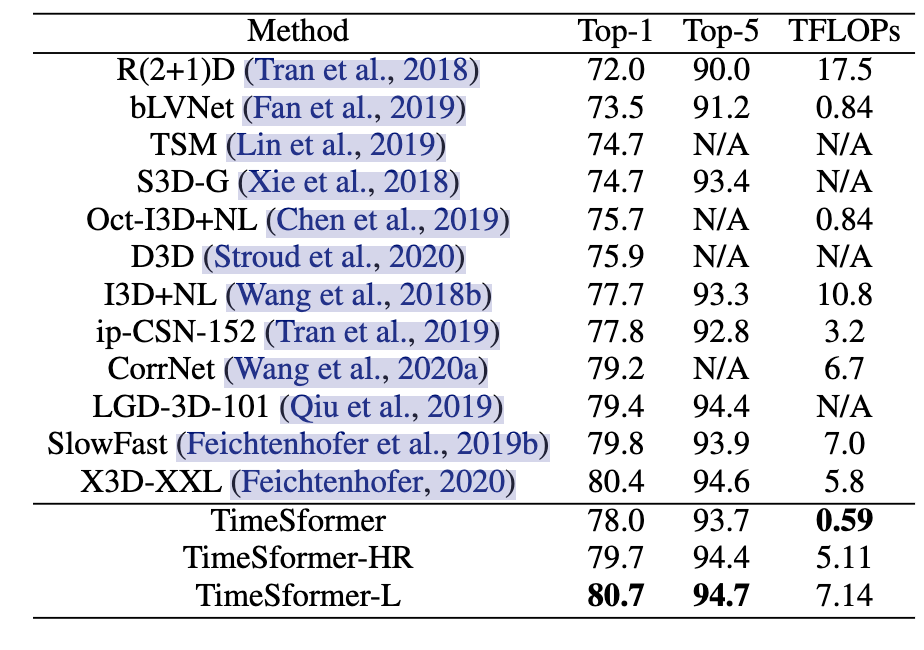 Method Top-1 Top-5 TFLOPs
R(2+1)D (Tran et al., 2018) 72.0 90.0 17.5
bLVNet (Fan et al., 2019) 73.5 91.2 0.84
TSM (Lin et al., 2019) 74.7 N/A N/A
S3D-G (Xie et al., 2018) 74.7 93.4 N/A
Oct-I3D+NL (Chen et al., 2019) 75.7 N/A 0.84
D3D (Stroud et al., 2020) 75.9 N/A N/A
I3D+NL (Wang et al., 2018b) 77.7 93.3 10.8
ip-CSN-152 (Tran et al., 2019) 77.8 92.8 3.2
CorrNet (Wang et al., 2020a) 79.2 N/A 6.7
LGD-3D-101 (Qiu et al., 2019) 79.4 94.4 N/A
SlowFast (Feichtenhofer et al., 2019b) 79.8 93.9 7.0
X3D-XXL (Feichtenhofer, 2020) 80.4 94.6 5.8
TimeSformer 78.0 93.7 0.59
TimeSformer-HR 79.7 94.4 5.11
TimeSformer-L 80.7 94.7 7.14